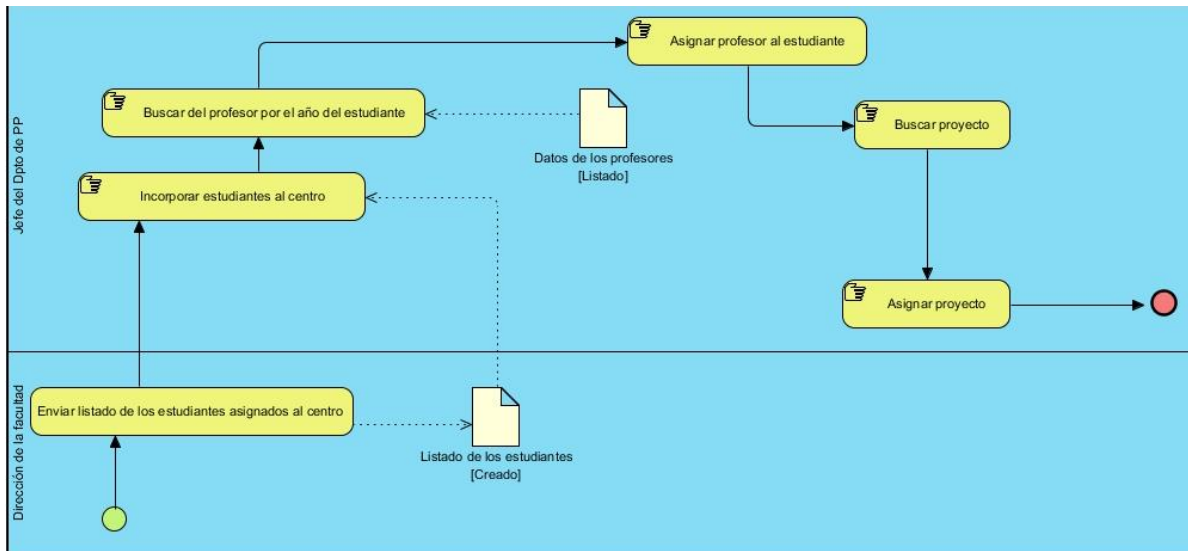 Jefe del Dpto de PP
Asignar profesor al estudiante
Buscar del profesor por el año del estudiante
Buscar proyecto
Datos de los profesores
[Listado]
Incorporar estudiantes al centro
Asignar proyecto
Dirección de la facultad
Enviar listado de los estudiantes asignados al centro
Listado de los estudiantes
[Creado]